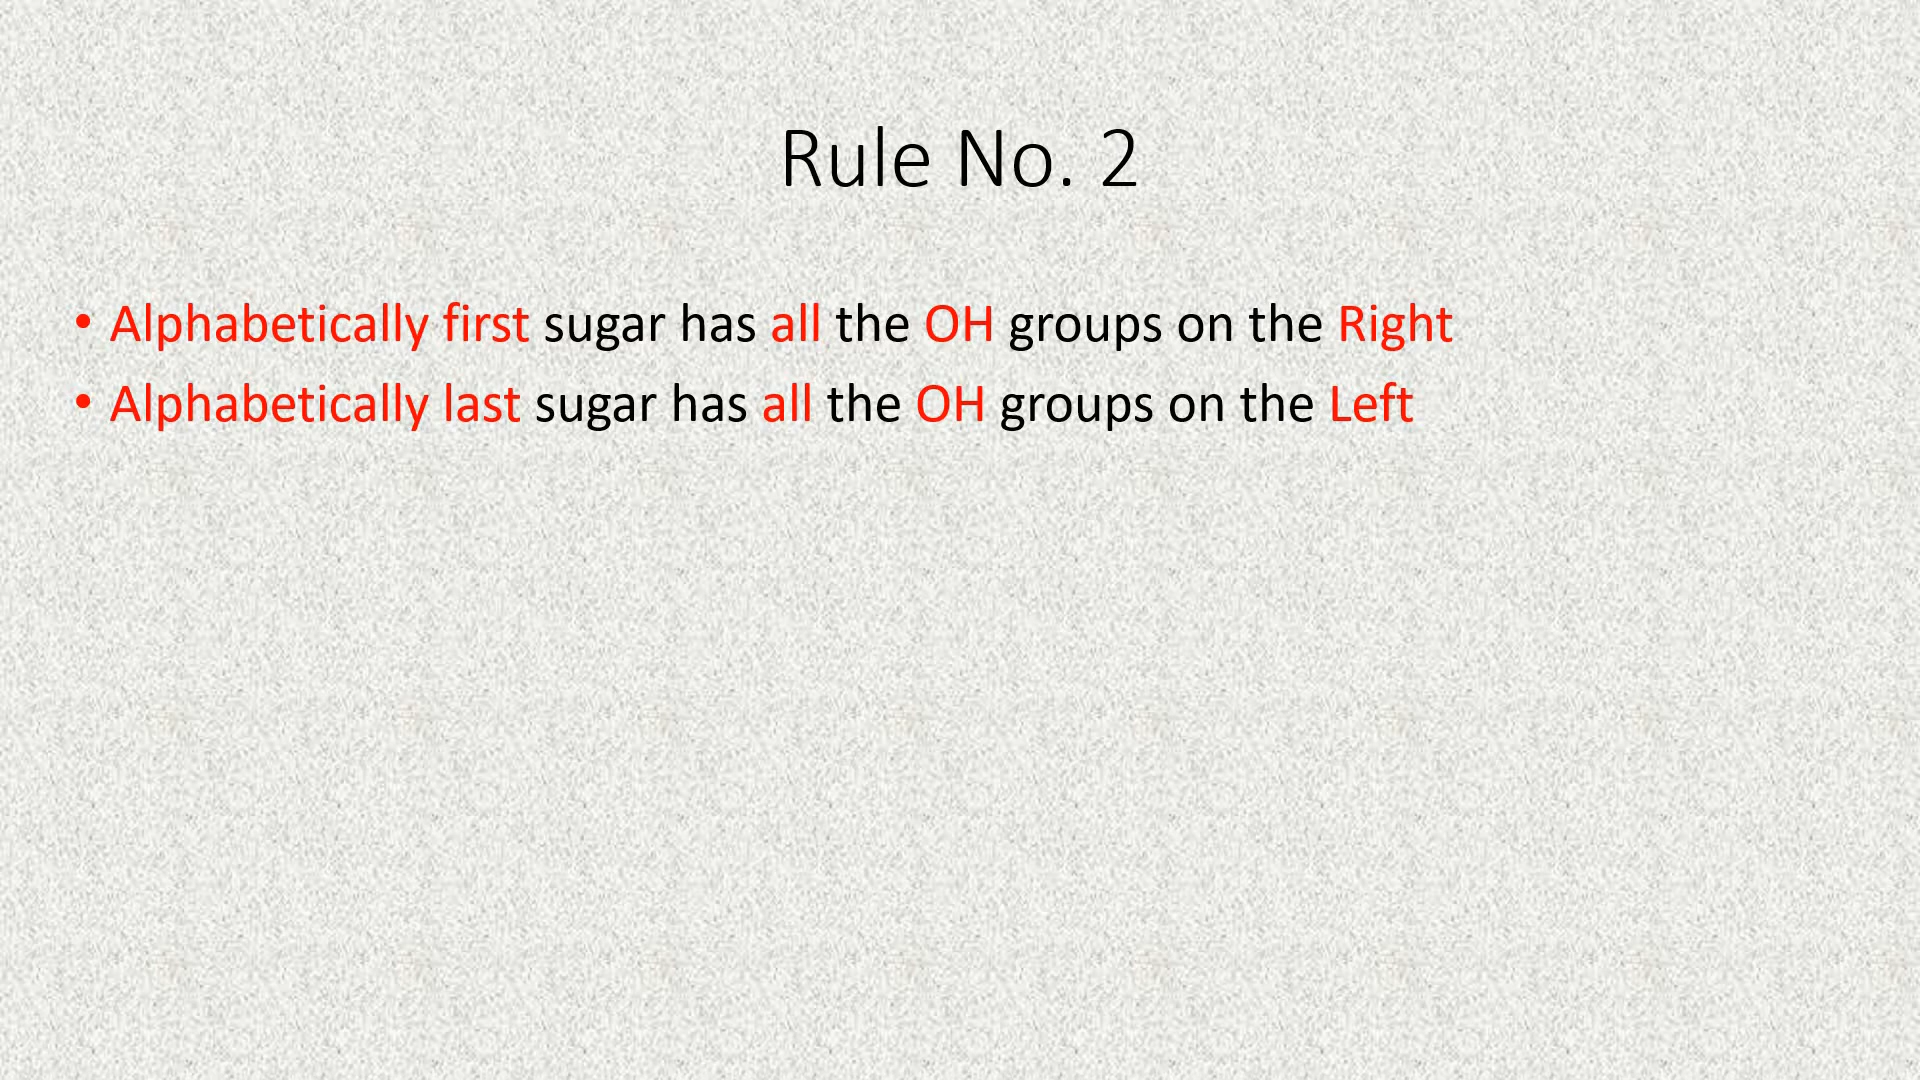 Rule No. 2
• Alphabetically first sugar has all the OH groups on the Right
• Alphabetically last sugar has all the OH groups on the Left